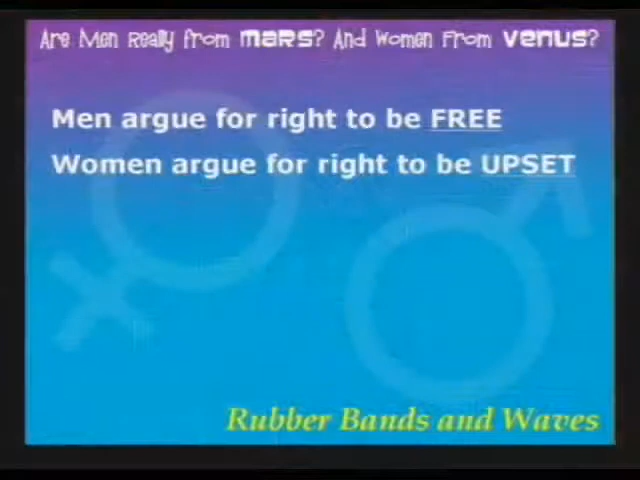 Are Men Really from MARS? And Women From VENUS?
Men argue for right to be FREE
Women argue for right to be UPSET
Rubber Bands and Waves